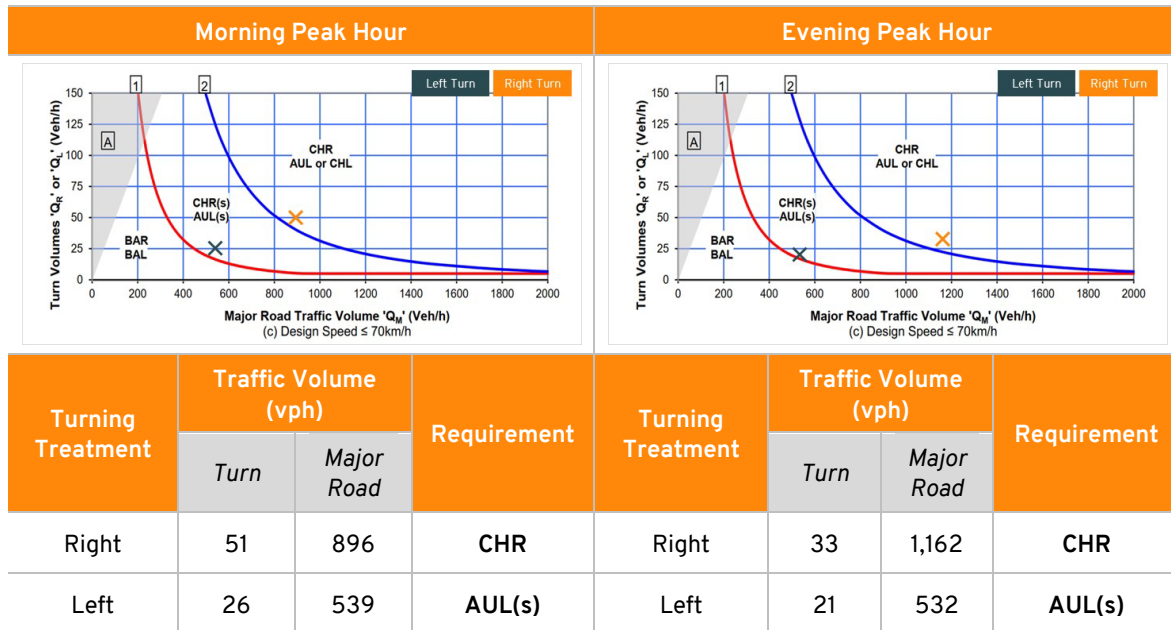 Morning Peak Hour
Evening Peak Hour
Left Turn Right Turn
1 2
150
125
100
75
50
25
0
Turn Volumes 'QR' or 'QL' (Veh/h)
A
CHR
AUL or CHL
CHR(s)
AUL(s)
BAR
BAL
0 200 400 600 800 1000 1200 1400 1600 1800 2000
Major Road Traffic Volume 'QM' (Veh/h)
(c) Design Speed ≤ 70km/h
Left Turn Right Turn
1 2
150
125
100
75
50
25
0
Turn Volumes 'QR' or 'QL' (Veh/h)
A
CHR
AUL or CHL
CHR(s)
AUL(s)
BAR
BAL
0 200 400 600 800 1000 1200 1400 1600 1800 2000
Major Road Traffic Volume 'QM' (Veh/h)
(c) Design Speed ≤ 70km/h
Turning
Treatment
Traffic Volume
(vph)
Turn
Major
Road
Requirement
Turning
Treatment
Traffic Volume
(vph)
Turn
Major
Road
Requirement
Right 51 896 CHR Right 33 1,162 CHR
Left 26 539 AUL(s) Left 21 532 AUL(s)